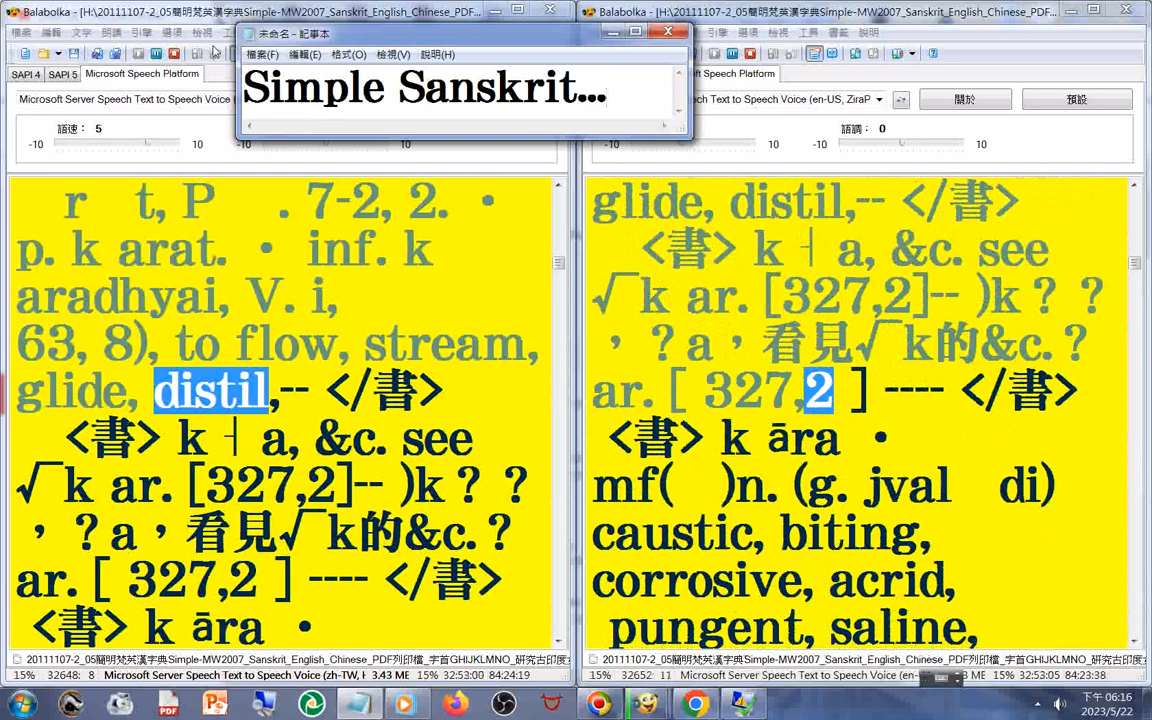 Balabolka - [H:\20111107-2_05簡明梵英漢字典Simple-MW2007_Sanskrit_English_Chinese_PDF...
檔案 編輯 文字 朗讀 引擎 選項 檢視
SAPI 4 SAPI 5 Microsoft Speech Platform
Microsoft Server Speech Text to Speech Voice (
語速： 5
-10 10 -10 10
r t, P . 7-2, 2. •
p. k arat. • inf. k
aradhyai, V. i,
63, 8), to flow, stream,
glide, distil,-- </書>
<書> k ┤ a, &c. see
√k ar. [327,2]-- )k？？
，？a，看見√k的&c.？
ar. [ 327,2 ] ---- </書>
<書> k āra •
20111107-2_05簡明梵英漢字典Simple-MW2007_Sanskrit_English_Chinese_PDF列印檔_字首GHIJKLMNO_研究古印度
15% 32648: 8 Microsoft Server Speech Text to Speech Voice (zh-TW, 3.43 MB 15% 32:53:05 84:24:19
未命名 - 記事本
檔案(F) 編輯(E) 格式(O) 檢視(V) 說明(H)
Simple Sanskrit...
Balabolka - [H:\20111107-2_05簡明梵英漢字典Simple-MW2007_Sanskrit_English_Chinese_PDF...
引擎 選項 檢視 工具 書籤 說明
Speech Platform
ch Text to Speech Voice (en-US, ZiraP 關於 預設
語調： 0
-10 10
glide, distil,-- </書>
<書> k ┤ a, &c. see
√k ar. [327,2]-- )k？？
，？a，看見√k的&c.？
ar. [ 327,2 ] ---- </書>
<書> k āra •
mf( )n. (g. jval di)
caustic, biting,
corrosive, acrid,
pungent, saline,
20111107-2_05簡明梵英漢字典Simple-MW2007_Sanskrit_English_Chinese_PDF列印檔_字首GHIJKLMNO_研究古印度
15% 32652: 11 Microsoft Server Speech Text to Speech Voice (en-U 15% 32:53:05 84:23:38
下午 06:16
2023/5/22